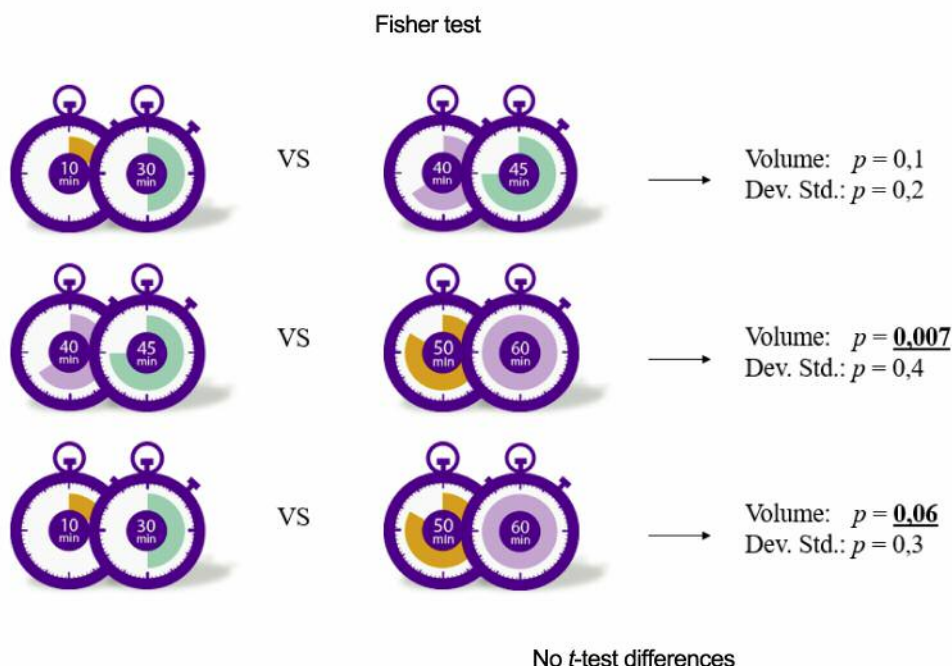 Fisher test
10 min 30 min VS 40 min 45 min Volume: p = 0,1
Dev. Std.: p = 0,2
40 min 45 min VS 50 min 60 min Volume: p = 0,007
Dev. Std.: p = 0,4
10 min 30 min VS 50 min 60 min Volume: p = 0,06
Dev. Std.: p = 0,3
No t-test differences